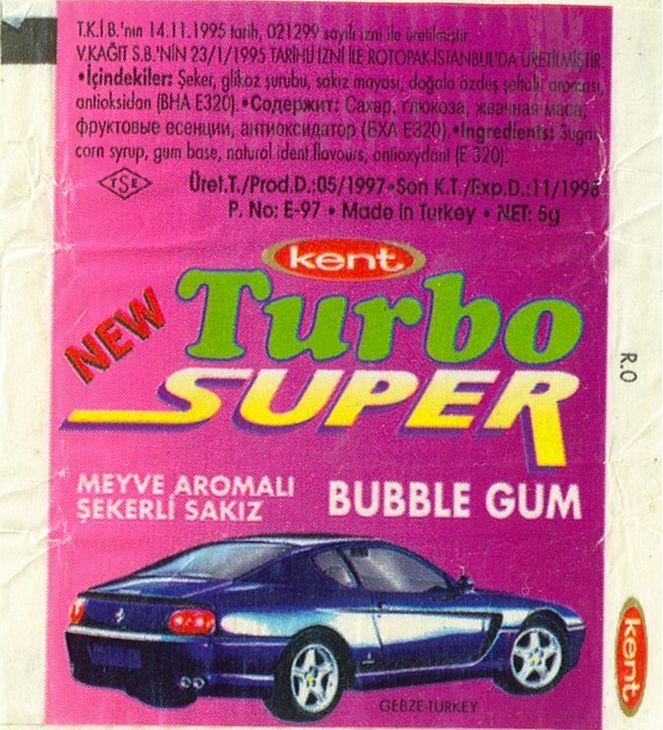 T.K.İ.B.'nın 14.11.1995 tarih, 021299 sayılı izni ile üretilmiştir.
V.KAĞIT S.B.'NİN 23/1/1995 TARİHLİ İZNİ İLE ROTOPAK-İSTANBUL'DA ÜRETİLMİŞTİR
•İçindekiler: Şeker, glikoz şurubu, sakız mayası, doğala özdeş şeftali aroması,
antioksidan (BHA E320).•Содержит: Сахар, глюкоза, жвачная маса,
фруктовые есенции, антиоксидатор (БХА E320).•Ingredients: Sugar
corn syrup, gum base, natural ident.flavours, antioxydant (E 320).
TSE
Üret.T./Prod.D.:05/1997•Son K.T./Exp.D.:11/1998
P. No: E-97 • Made in Turkey • NET: 5g
kent
NEW
Turbo
SUPER
R.O
MEYVE AROMALI
ŞEKERLİ SAKIZ
BUBBLE GUM
kent
GEBZE-TURKEY